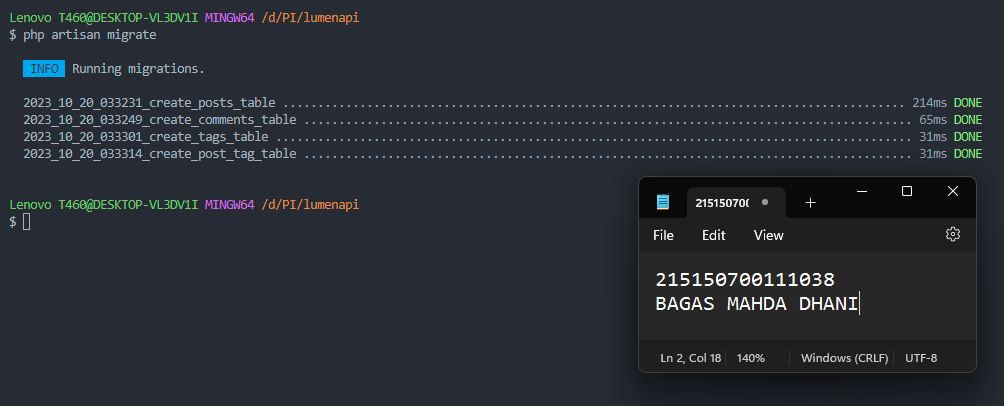 Lenovo T460@DESKTOP-VL3DV1I MINGW64 /d/PI/lumenapi
$ php artisan migrate
INFO Running migrations.
2023_10_20_033231_create_posts_table .......................................................................................... 214ms DONE
2023_10_20_033249_create_comments_table ........................................................................................ 65ms DONE
2023_10_20_033301_create_tags_table ............................................................................................ 31ms DONE
2023_10_20_033314_create_post_tag_table ........................................................................................ 31ms DONE
Lenovo T460@DESKTOP-VL3DV1I MINGW64 /d/PI/lumenapi
$
21515070
File Edit View
215150700111038
BAGAS MAHDA DHANI
Ln 2, Col 18 140% Windows (CRLF) UTF-8